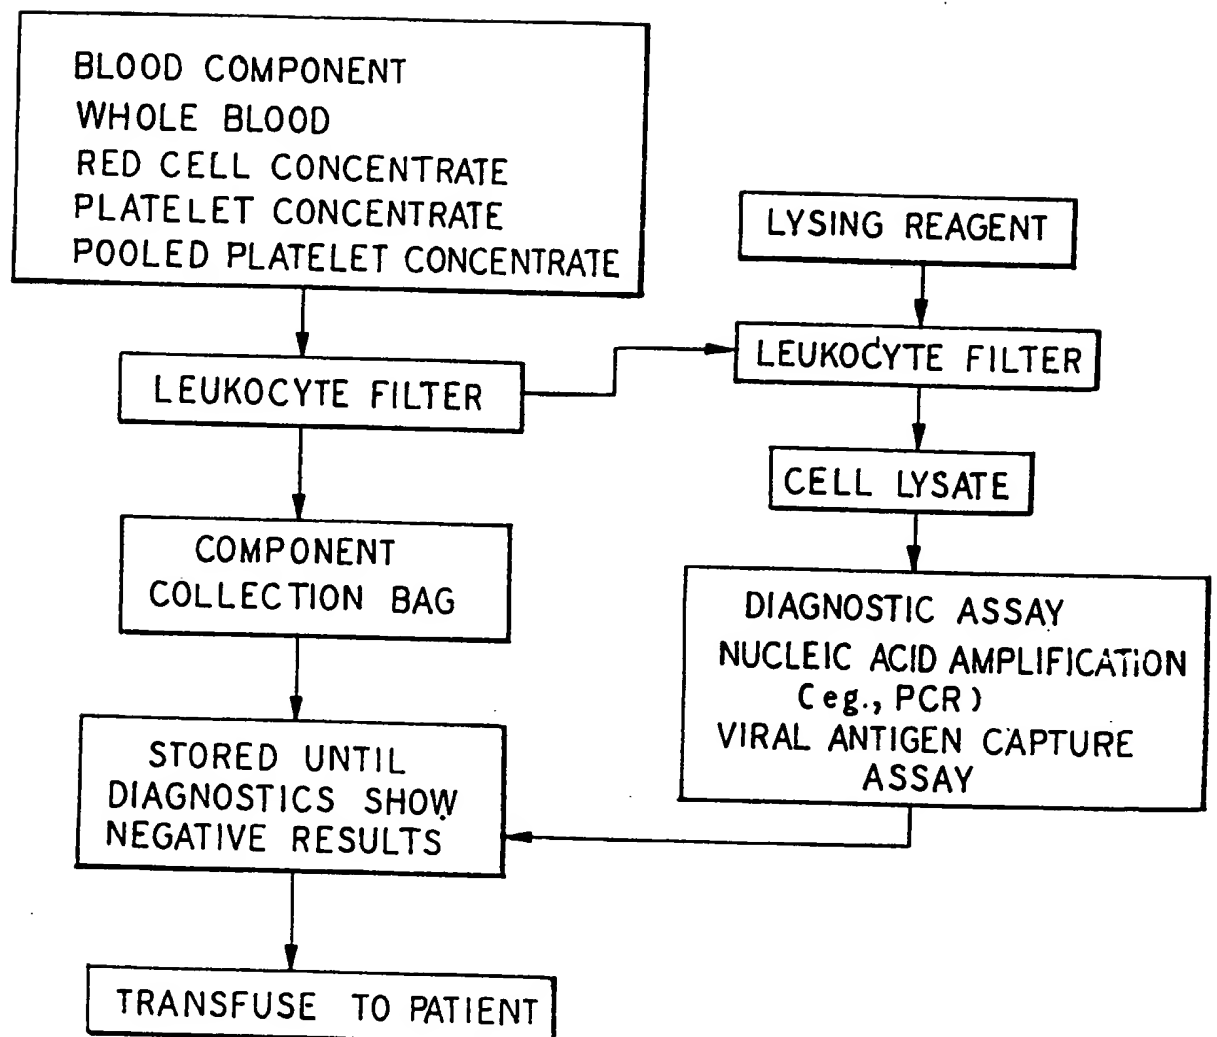 BLOOD COMPONENT
WHOLE BLOOD
RED CELL CONCENTRATE
PLATELET CONCENTRATE
POOLED PLATELET CONCENTRATE
LYSING REAGENT
LEUKOCYTE FILTER
LEUKOCYTE FILTER
CELL LYSATE
COMPONENT
COLLECTION BAG
DIAGNOSTIC ASSAY
NUCLEIC ACID AMPLIFICATION
(eg., PCR)
VIRAL ANTIGEN CAPTURE
ASSAY
STORED UNTIL
DIAGNOSTICS SHOW
NEGATIVE RESULTS
TRANSFUSE TO PATIENT